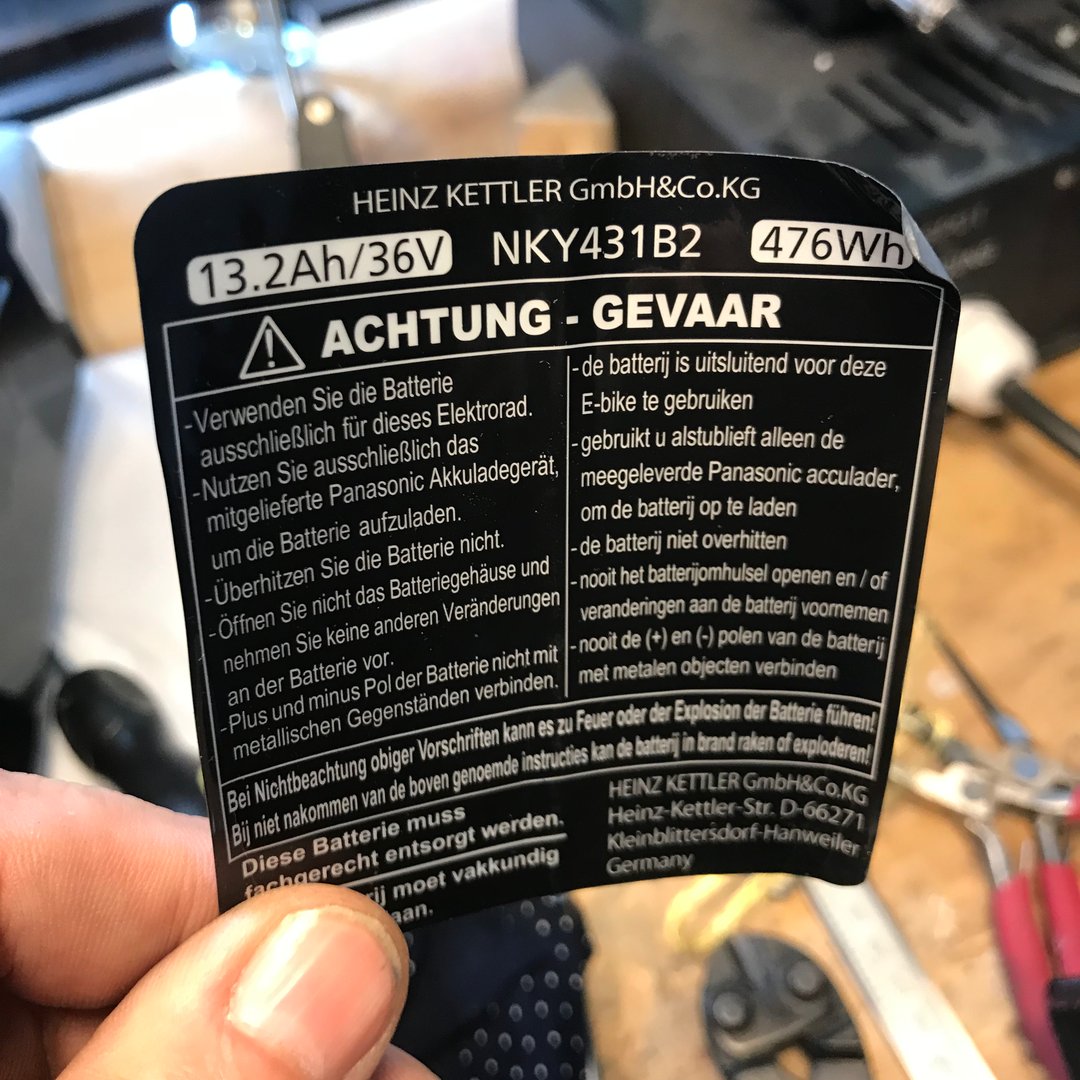 HEINZ KETTLER GmbH&Co.KG
13.2Ah/36V NKY431B2 476Wh
ACHTUNG - GEVAAR
-Verwenden Sie die Batterie
ausschließlich für dieses Elektrorad.
-Nutzen Sie ausschließlich das
mitgelieferte Panasonic Akkuladegerät,
um die Batterie aufzuladen.
-Überhitzen Sie die Batterie nicht.
-Öffnen Sie nicht das Batteriegehäuse und
nehmen Sie keine anderen Veränderungen
an der Batterie vor.
-Plus und minus Pol der Batterie nicht mit
metallischen Gegenständen verbinden.
-de batterij is uitsluitend voor deze
E-bike te gebruiken
-gebruikt u alstublieft alleen de
meegeleverde Panasonic acculader,
om de batterij op te laden
-de batterij niet overhitten
-nooit het batterijomhulsel openen en / of
veranderingen aan de batterij voornemen
-nooit de (+) en (-) polen van de batterij
met metalen objecten verbinden
Bei Nichtbeachtung obiger Vorschriften kann es zu Feuer oder der Explosion der Batterie führen!
Bij niet nakommen van de boven genoemde instructies kan de batterij in brand raken of exploderen!
Diese Batterie muss
fachgerecht entsorgt werden.
moet vakkundig
HEINZ KETTLER GmbH&Co.KG
Heinz-Kettler-Str. D-66271
Kleinblittersdorf-Hanweiler
Germany